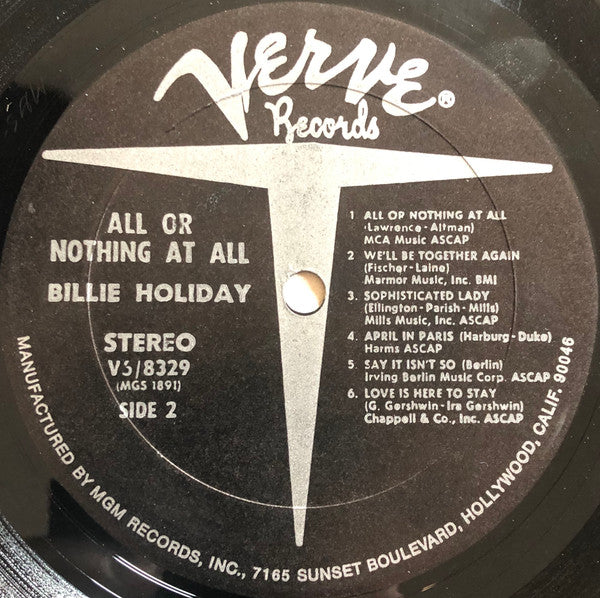 Verve®
Records
ALL OR
NOTHING AT ALL
BILLIE HOLIDAY
STEREO
V6/8329
(MGS 1891)
SIDE 2
1 ALL OR NOTHING AT ALL
(Lawrence-Altman)
MCA Music ASCAP
2 WE'LL BE TOGETHER AGAIN
(Fischer-Laine)
Marmor Music, Inc. BMI
3 SOPHISTICATED LADY
(Ellington-Parish-Mills)
Mills Music, Inc. ASCAP
4 APRIL IN PARIS (Harburg-Duke)
Harms ASCAP
5 SAY IT ISN'T SO (Berlin)
Irving Berlin Music Corp. ASCAP
6 LOVE IS HERE TO STAY
(G. Gershwin-Ira Gershwin)
Chappell & Co., Inc. ASCAP
MANUFACTURED BY MGM RECORDS, INC., 7165 SUNSET BOULEVARD, HOLLYWOOD, CALIF. 90046